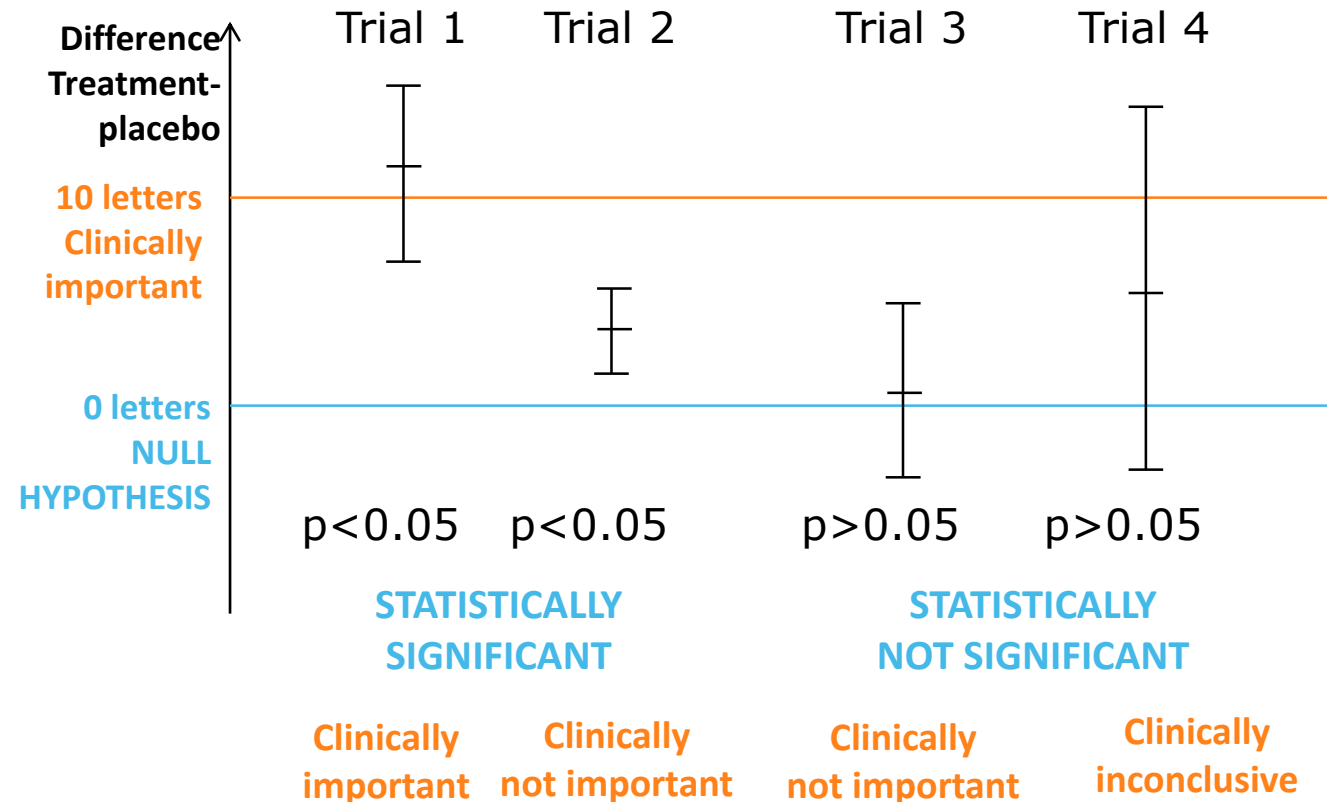 Difference
Treatment-
placebo
Trial 1
Trial 2
Trial 3
Trial 4
10 letters
Clinically
important
0 letters
NULL
HYPOTHESIS
p<0.05
p<0.05
p>0.05
p>0.05
STATISTICALLY
SIGNIFICANT
STATISTICALLY
NOT SIGNIFICANT
Clinically
important
Clinically
not important
Clinically
not important
Clinically
inconclusive